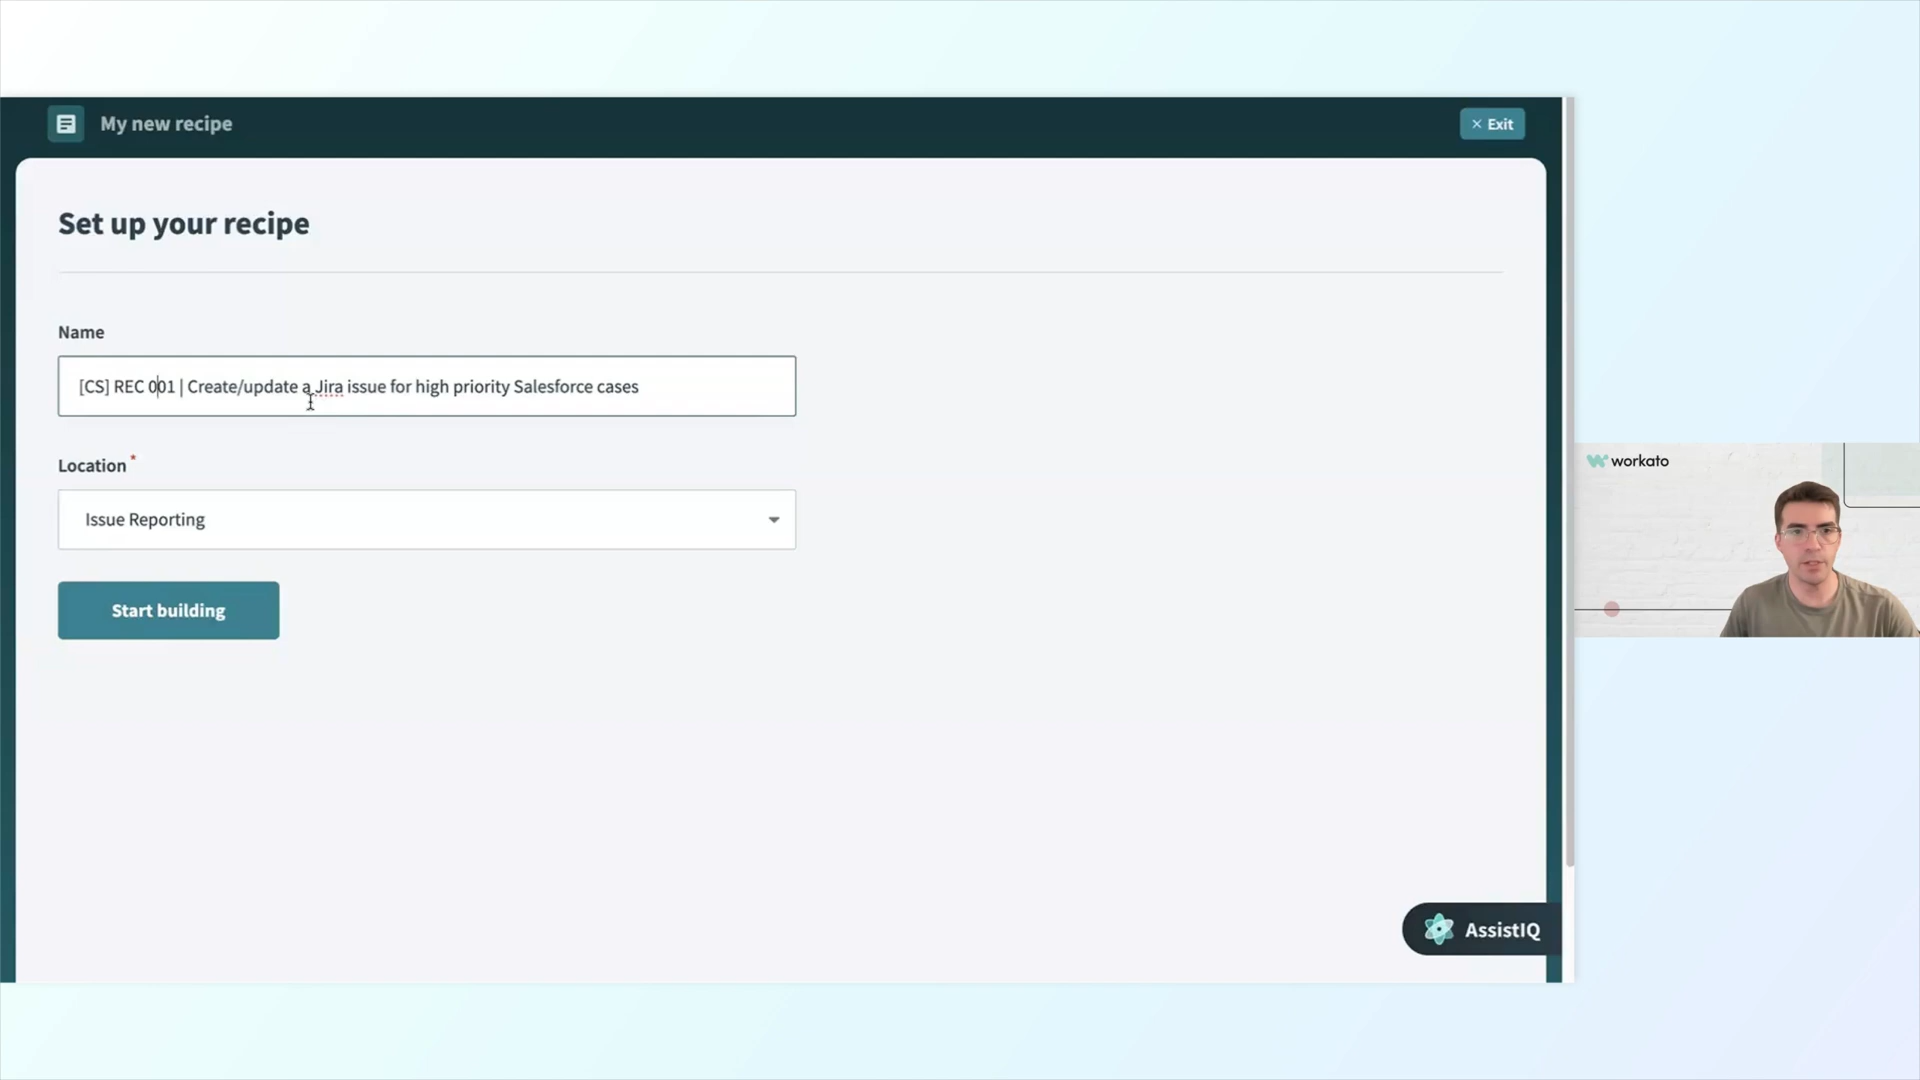 My new recipe
× Exit
Set up your recipe
Name
[CS] REC 001 | Create/update a Jira issue for high priority Salesforce cases
Location *
Issue Reporting
Start building
workato
AssistIQ